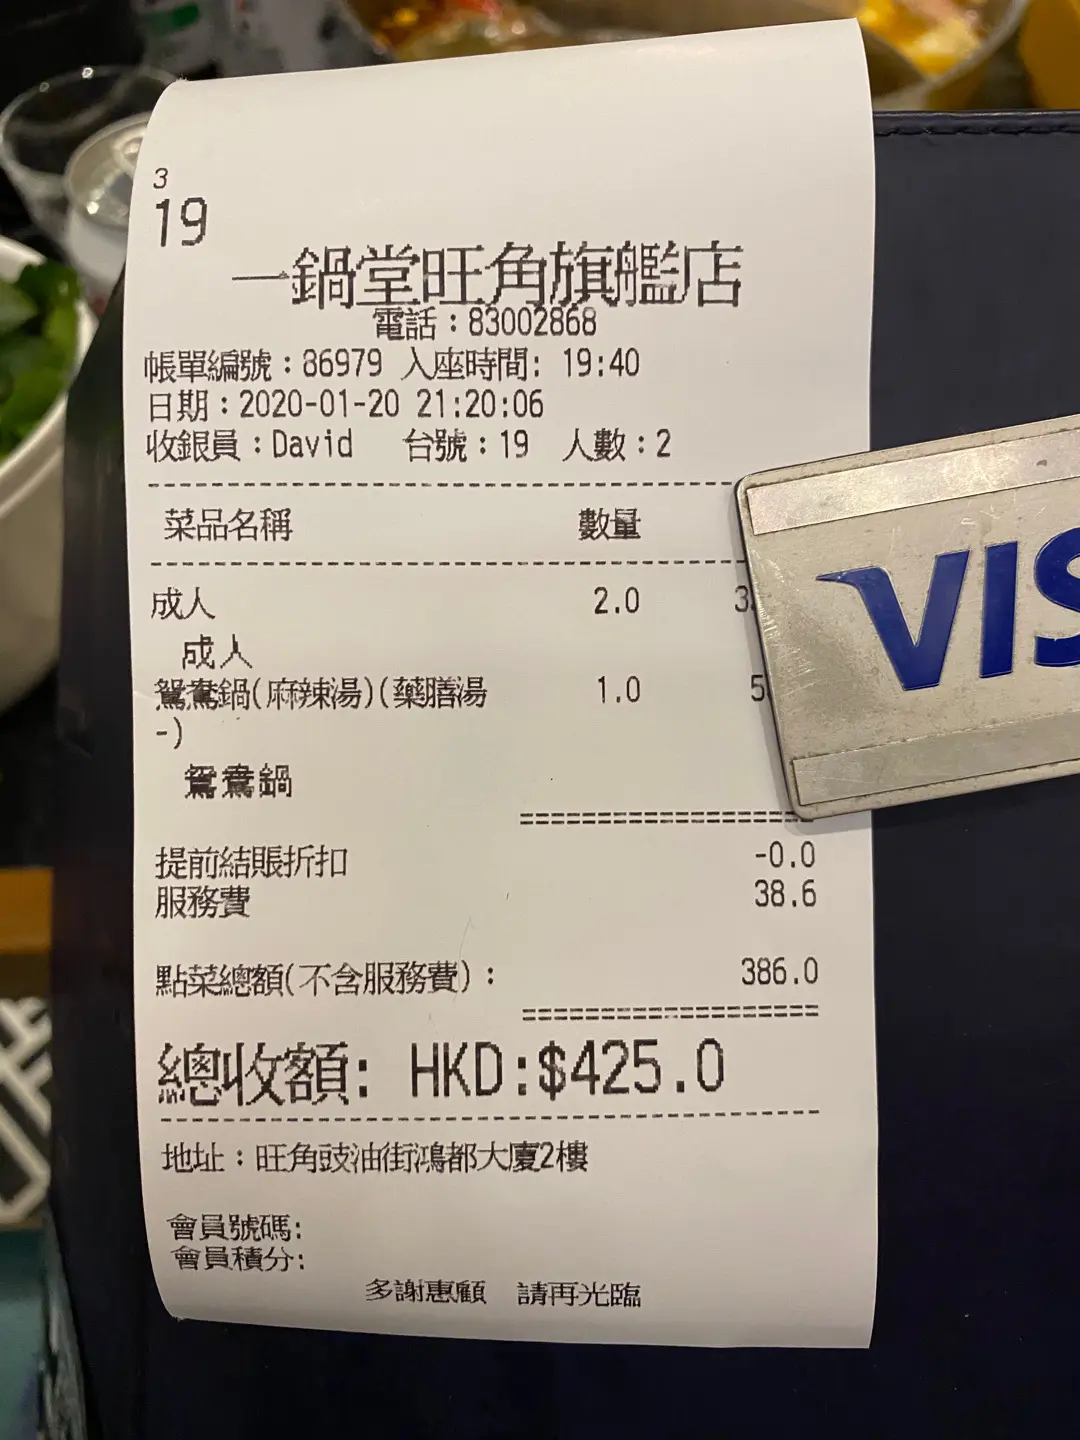 3
19
一鍋堂旺角旗艦店
電話：83002868
帳單編號：86979 入座時間: 19:40
日期：2020-01-20 21:20:06
收銀員：David 台號：19 人數：2
菜品名稱 數量
成人 2.0 3
成人
鴛鴦鍋(麻辣湯)(藥膳湯 1.0 5
-)
鴛鴦鍋
提前結賬折扣 -0.0
服務費 38.6
點菜總額(不含服務費)： 386.0
總收額: HKD:$425.0
地址：旺角豉油街鴻都大廈2樓
會員號碼:
會員積分:
多謝惠顧 請再光臨
VIS